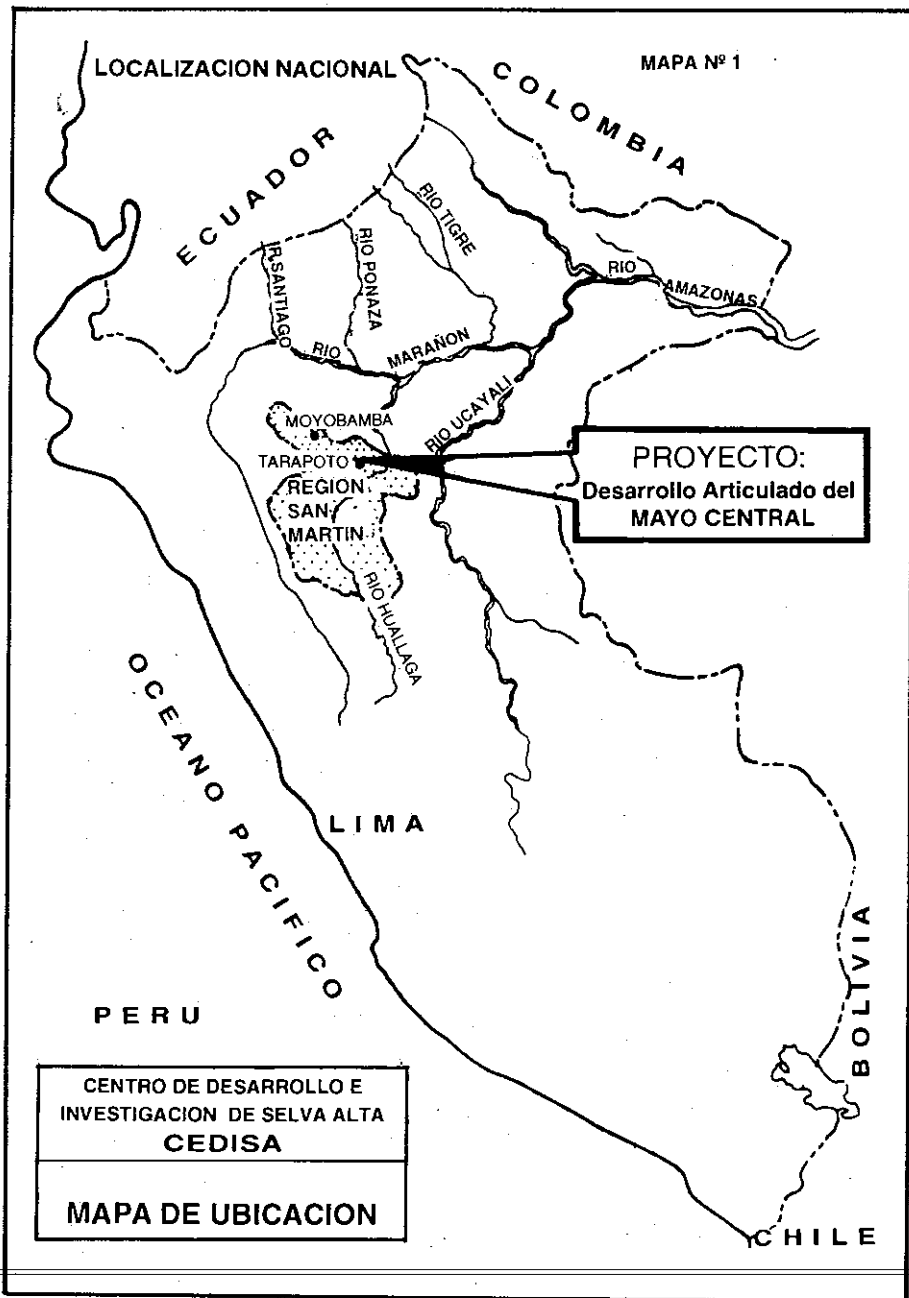 LOCALIZACION NACIONAL
MAPA Nº 1
COLOMBIA
ECUADOR
RIO TIGRE
RIO PONAZA
R. SANTIAGO
RIO AMAZONAS
RIO MARAÑON
RIO UCAYALI
MOYOBAMBA
TARAPOTO
REGION
SAN
MARTIN
RIO HUALLAGA
PROYECTO:
Desarrollo Articulado del
MAYO CENTRAL
OCEANO PACIFICO
LIMA
BOLIVIA
PERU
CENTRO DE DESARROLLO E
INVESTIGACION DE SELVA ALTA
CEDISA
MAPA DE UBICACION
CHILE